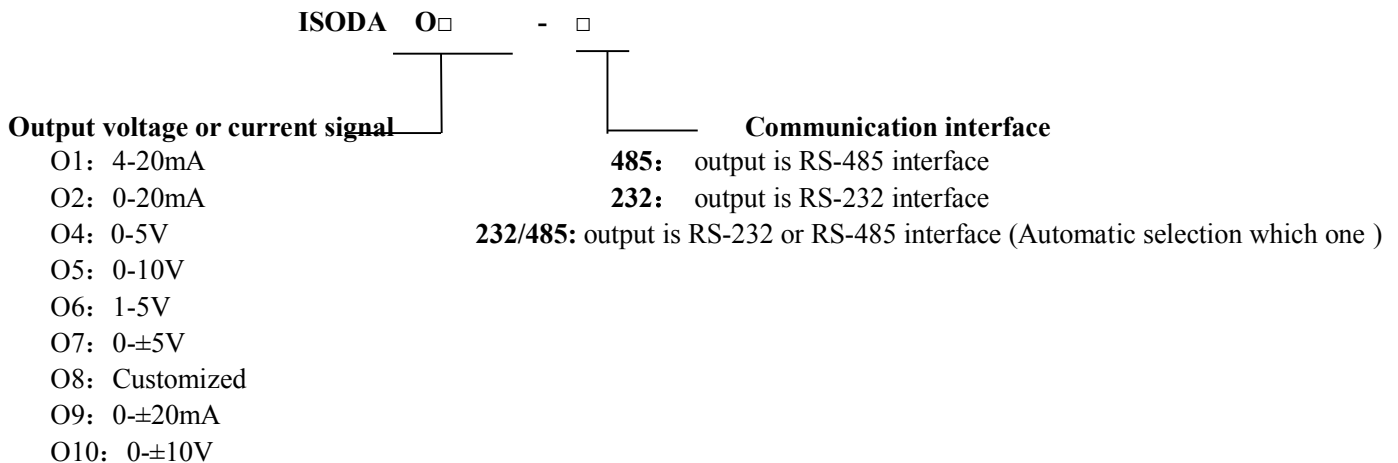 ISODA O□ - □
Output voltage or current signal Communication interface
O1：4-20mA 485： output is RS-485 interface
O2：0-20mA 232： output is RS-232 interface
O4：0-5V 232/485: output is RS-232 or RS-485 interface (Automatic selection which one )
O5：0-10V
O6：1-5V
O7：0-±5V
O8：Customized
O9：0-±20mA
O10：0-±10V